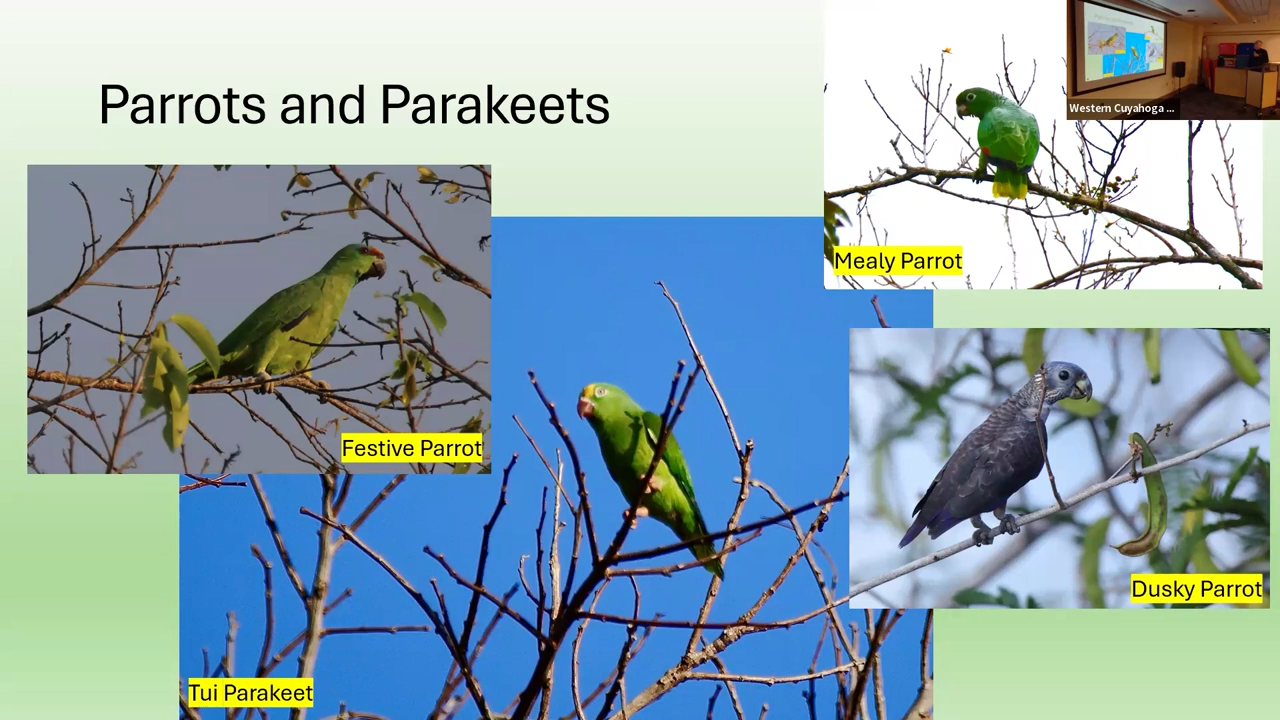 Parrots and Parakeets
Western Cuyahoga ...
Mealy Parrot
Festive Parrot
Dusky Parrot
Tui Parakeet